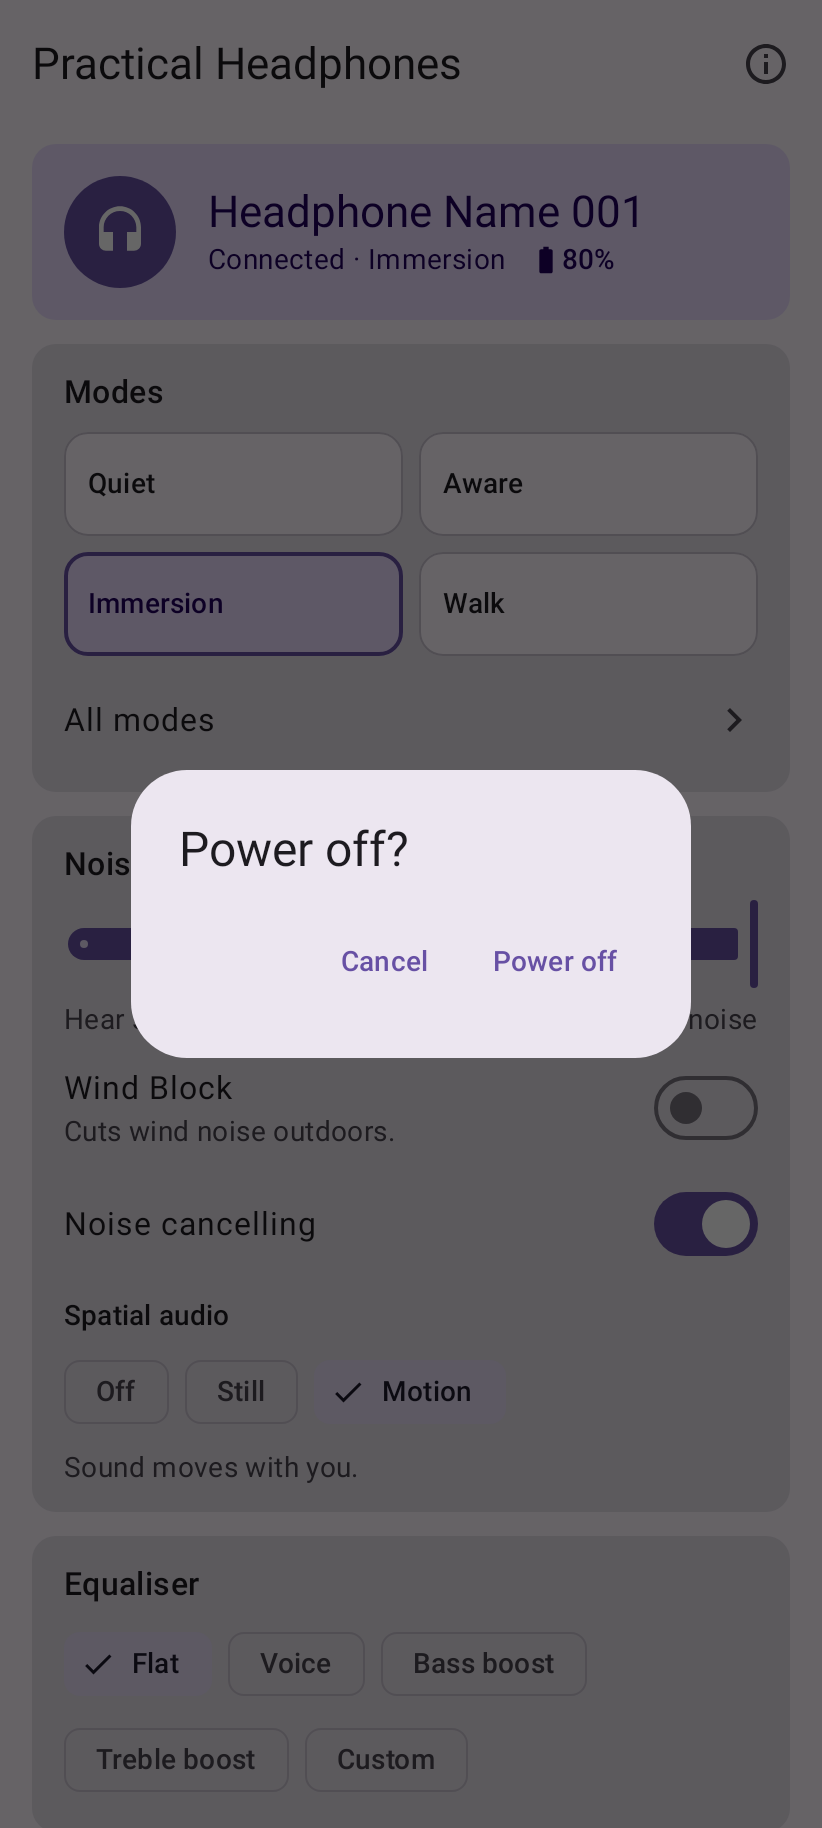 Practical Headphones
Headphone Name 001
Connected · Immersion 80%
Modes
Quiet
Aware
Immersion
Walk
All modes
Power off?
Cancel
Power off
Hear
noise
Wind Block
Cuts wind noise outdoors.
Noise cancelling
Spatial audio
Off
Still
Motion
Sound moves with you.
Equaliser
Flat
Voice
Bass boost
Treble boost
Custom